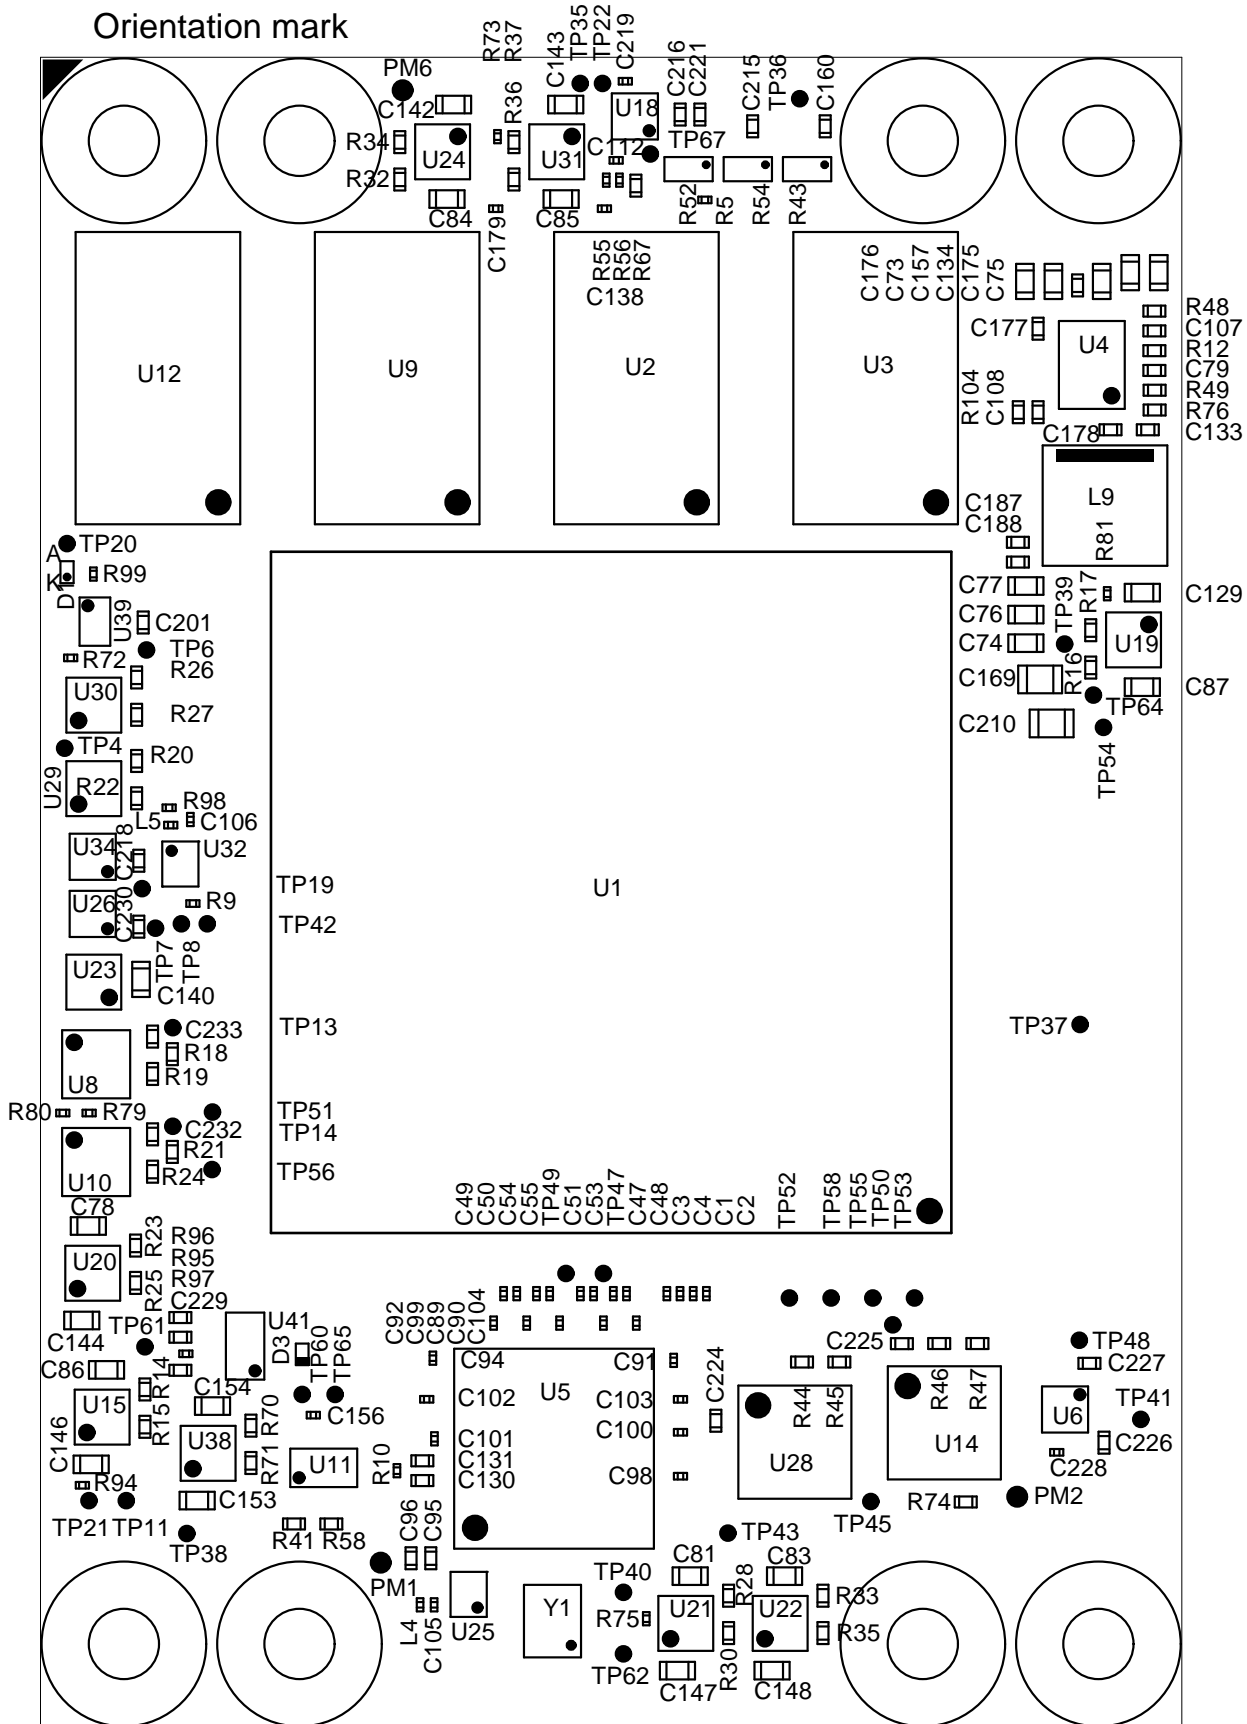 Orientation mark
PM6
R73
R37
C143
TP35
TP22
C219
C216
C221
C215
TP36
C160
C142
R36
U18
R34
U24
U31
C112
TP67
R32
C84
C179
C85
R52
R5
R54
R43
R55
R56
R67
C138
C176
C73
C157
C134
C175
C75
R48
C107
R12
C79
R49
R76
C133
C177
U4
U12
U9
U2
U3
R104
C108
C178
C187
C188
L9
R81
TP20
A
K
D1
R99
C77
C76
C74
TP39
R17
C129
U39
C201
TP6
R72
R26
U19
R16
C169
C87
U30
R27
TP64
C210
TP54
TP4
R20
U29
R22
R98
L5
C106
U34
C218
U32
TP19
U1
U26
C230
R9
TP42
U23
TP7
TP8
C140
C233
TP13
TP37
R18
U8
R19
R80
R79
TP51
C232
TP14
R21
U10
R24
TP56
C49
C50
C54
C55
TP49
C51
C53
TP47
C47
C48
C3
C4
C1
C2
TP52
TP58
TP55
TP50
TP53
C78
R23
R96
R95
U20
R97
R25
C229
C144
TP61
U41
D3
TP60
TP65
C92
C99
C89
C90
C104
C225
TP48
C86
R14
C94
C91
C227
C154
U5
C224
C102
C103
R44
R45
R46
R47
TP41
U15
R15
R70
C156
U6
C146
U38
C101
C100
U14
C226
R71
U11
R10
C131
C130
C98
U28
C228
R94
C153
R74
PM2
TP21
TP11
TP45
TP38
R41
R58
C96
C95
TP43
PM1
TP40
C81
R28
C83
R33
L4
C105
U25
Y1
R75
U21
U22
R35
TP62
C147
R30
C148